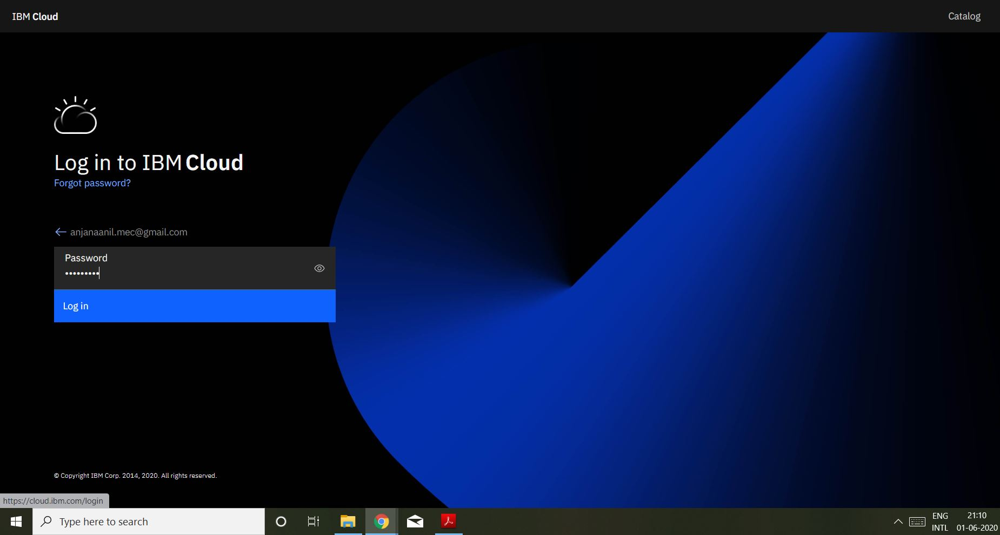 IBM Cloud
Catalog
Log in to IBM Cloud
Forgot password?
anjanaanil.mec@gmail.com
Password
•••••••••
Log in
© Copyright IBM Corp. 2014, 2020. All rights reserved.
https://cloud.ibm.com/login
Type here to search
ENG
INTL
21:10
01-06-2020